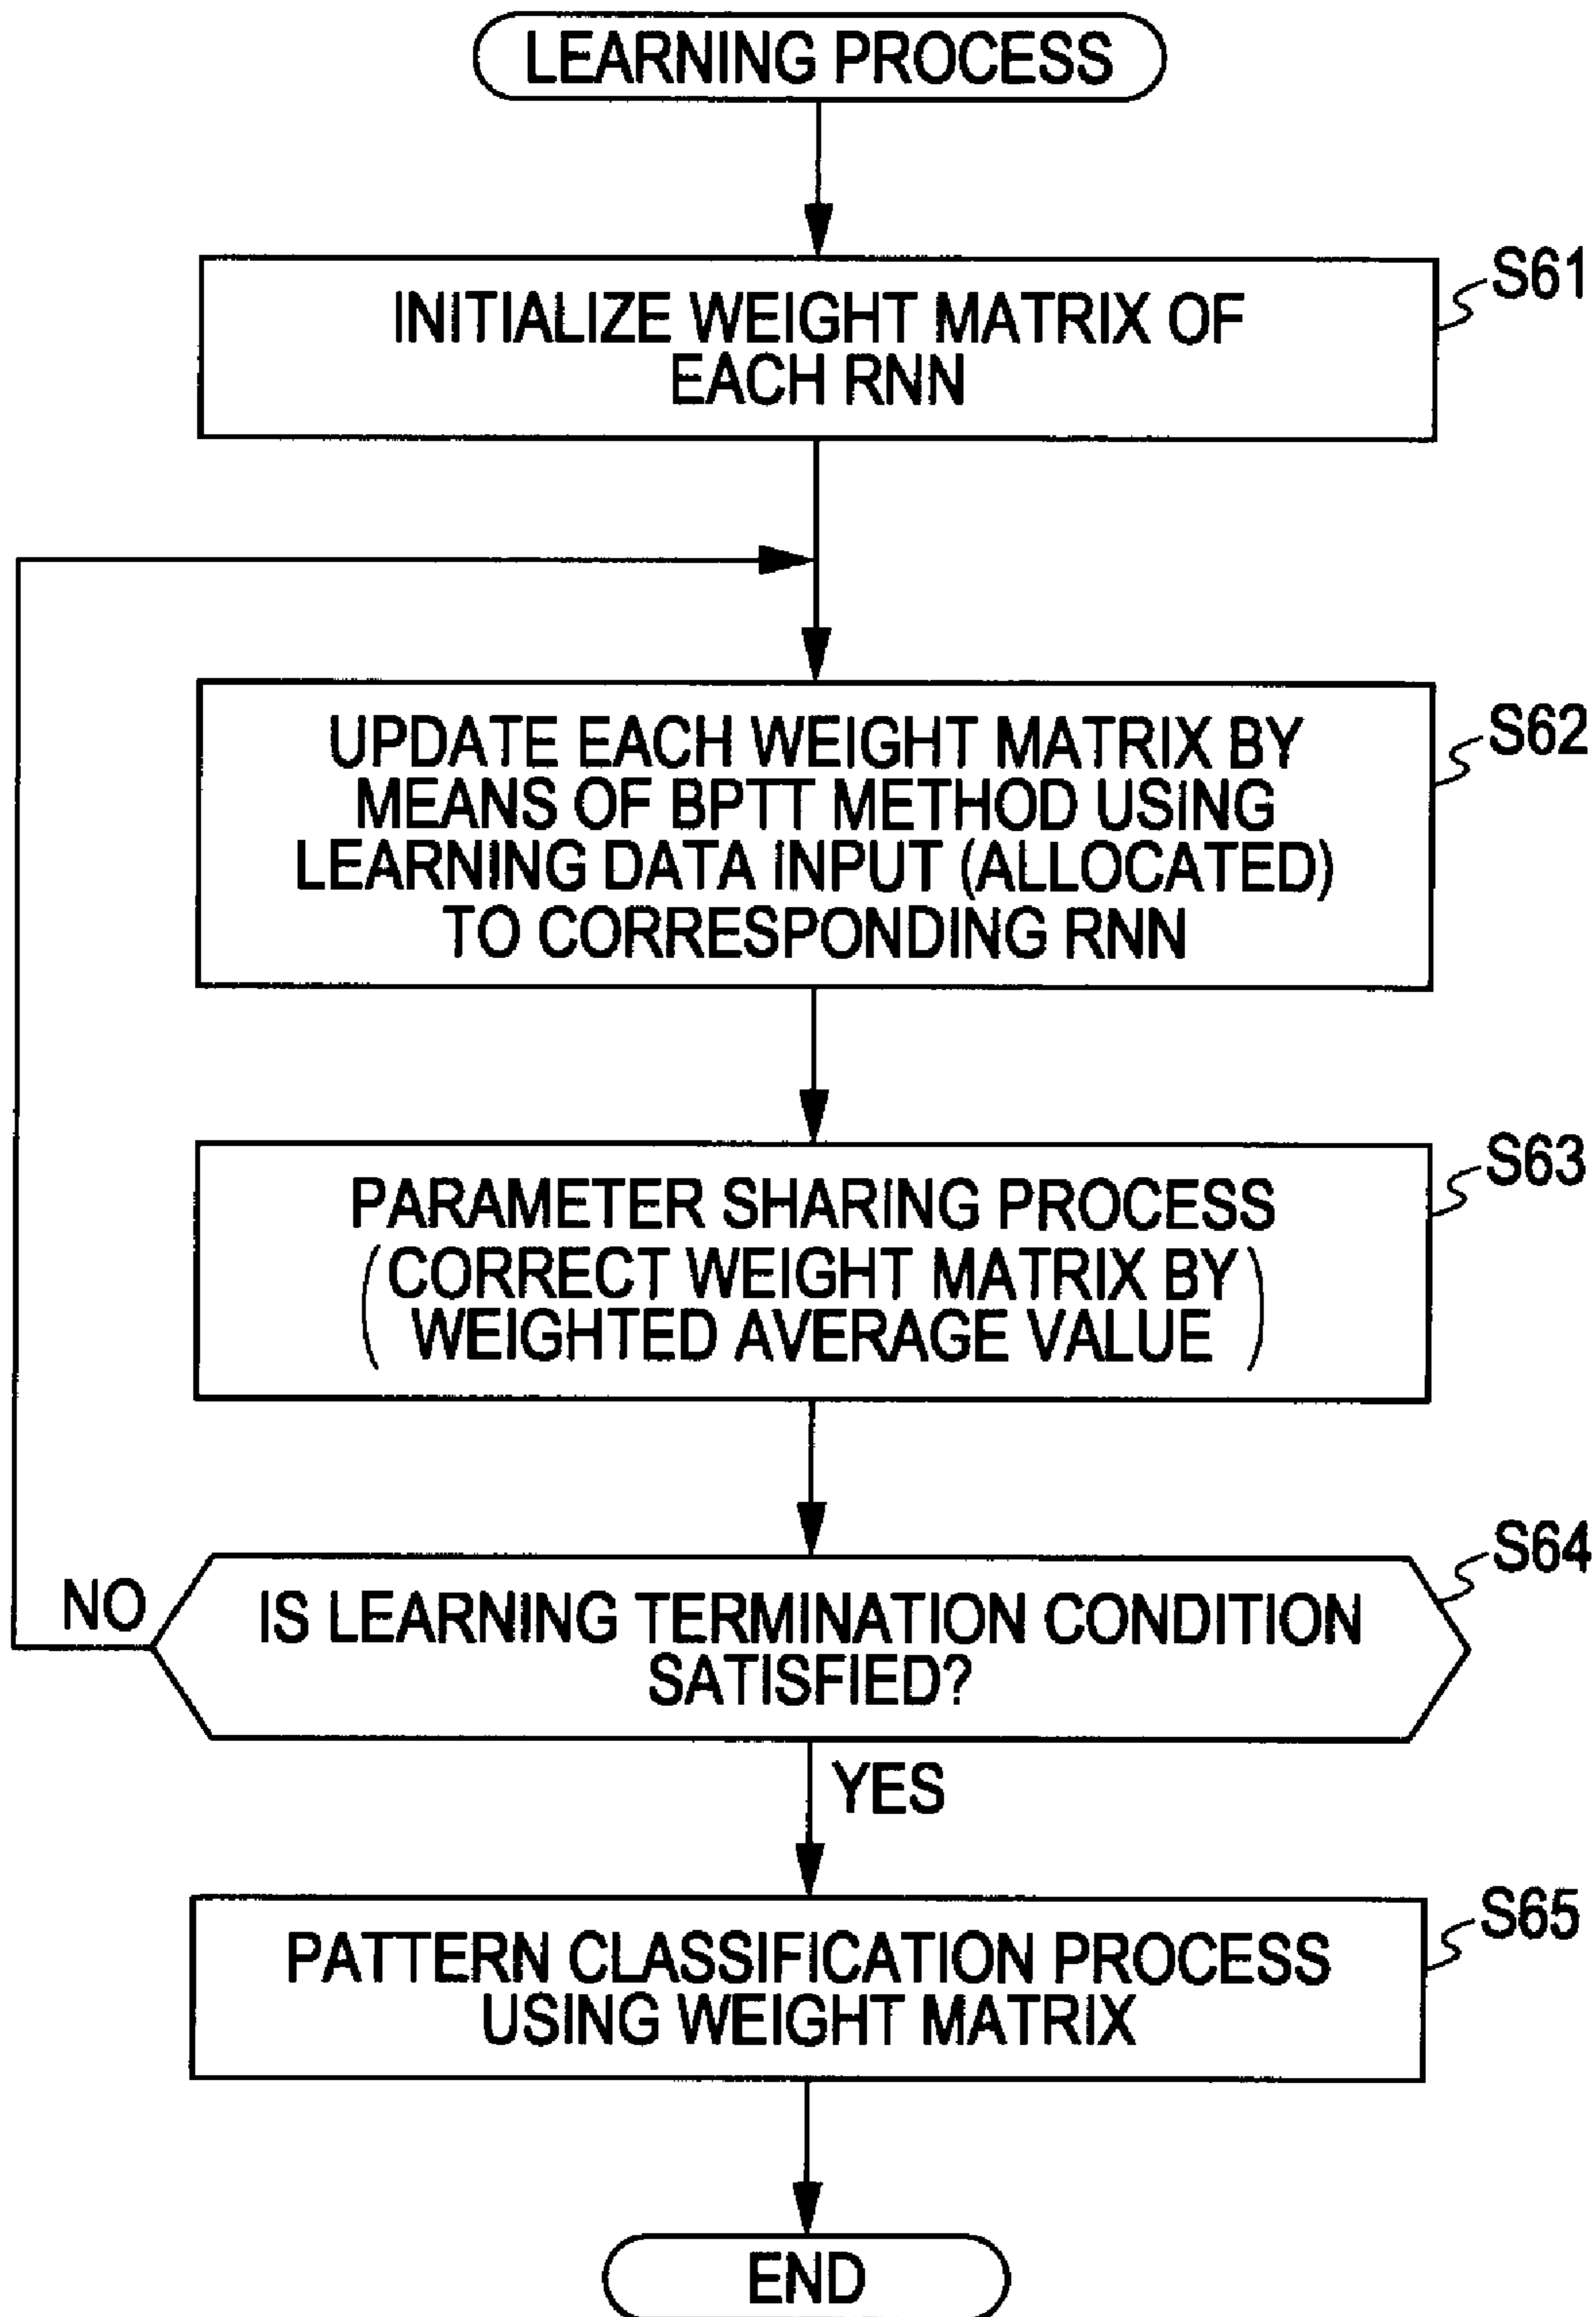 LEARNING PROCESS
S61
INITIALIZE WEIGHT MATRIX OF
EACH RNN
S62
UPDATE EACH WEIGHT MATRIX BY
MEANS OF BPTT METHOD USING
LEARNING DATA INPUT (ALLOCATED)
TO CORRESPONDING RNN
S63
PARAMETER SHARING PROCESS
(CORRECT WEIGHT MATRIX BY
WEIGHTED AVERAGE VALUE)
S64
NO
IS LEARNING TERMINATION CONDITION
SATISFIED?
YES
S65
PATTERN CLASSIFICATION PROCESS
USING WEIGHT MATRIX
END